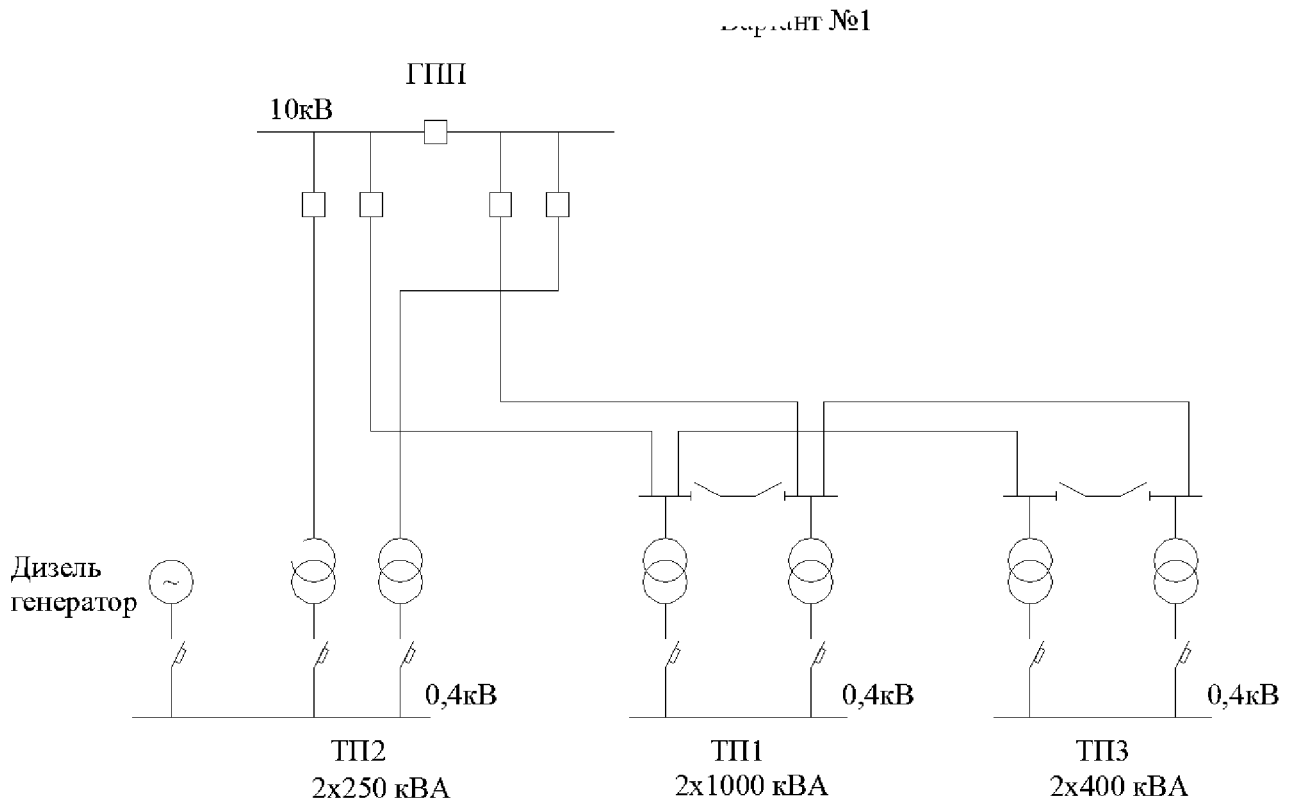 №1
ГПП
10кВ
Дизель
генератор
~
0,4кВ
0,4кВ
0,4кВ
ТП2
ТП1
ТП3
2х250 кВА
2х1000 кВА
2х400 кВА